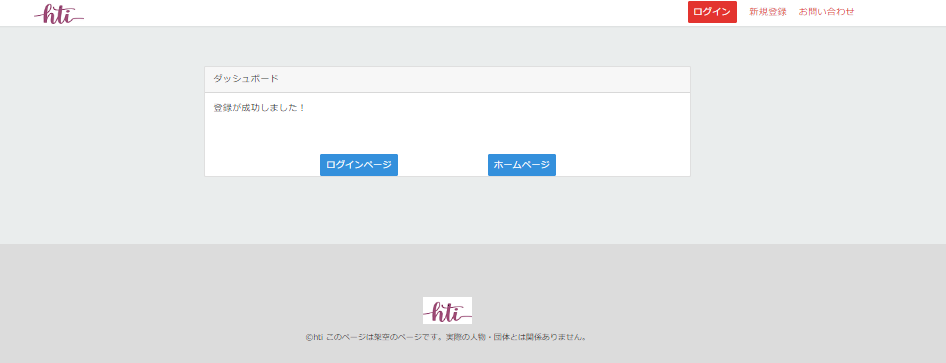 hti
ログイン 新規登録 お問い合わせ
ダッシュボード
登録が成功しました！
ログインページ ホームページ
hti
©hti このページは架空のページです。実際の人物・団体とは関係ありません。